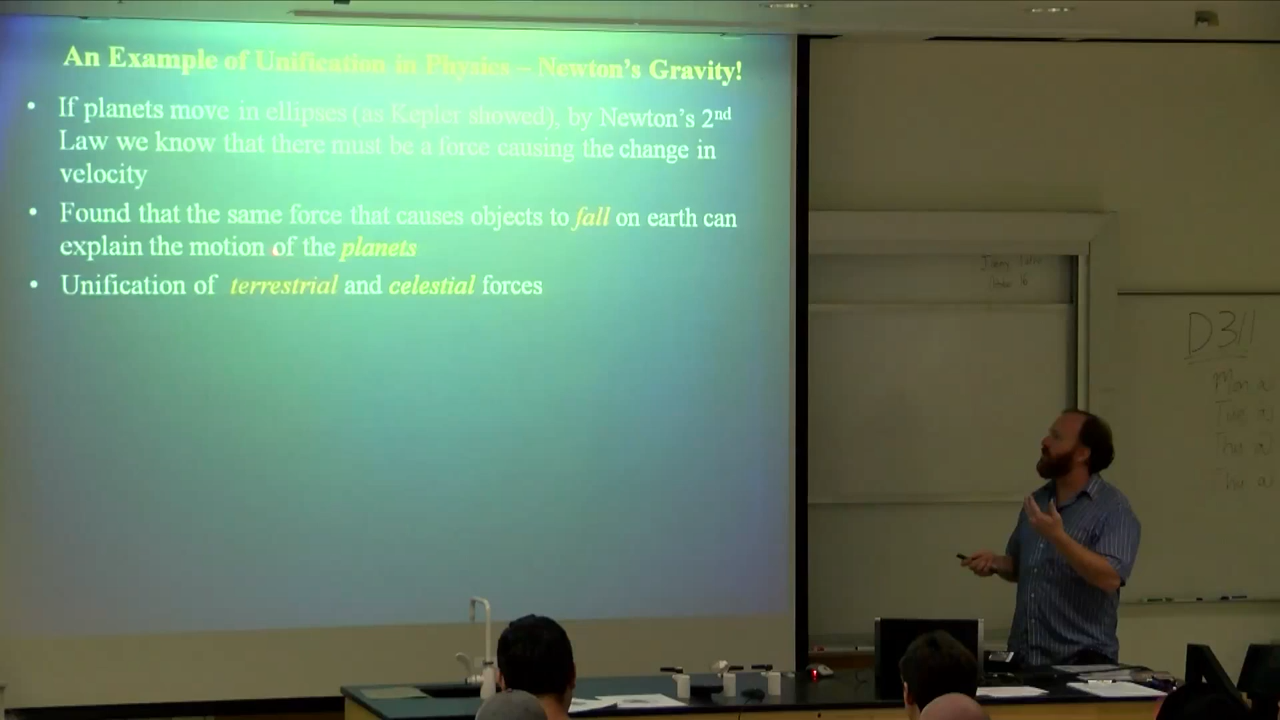 An Example of Unification in Physics – Newton's Gravity!
• If planets move in ellipses (as Kepler showed), by Newton's 2nd
Law we know that there must be a force causing the change in
velocity
• Found that the same force that causes objects to fall on earth can
explain the motion of the planets
• Unification of terrestrial and celestial forces
D311
Mon